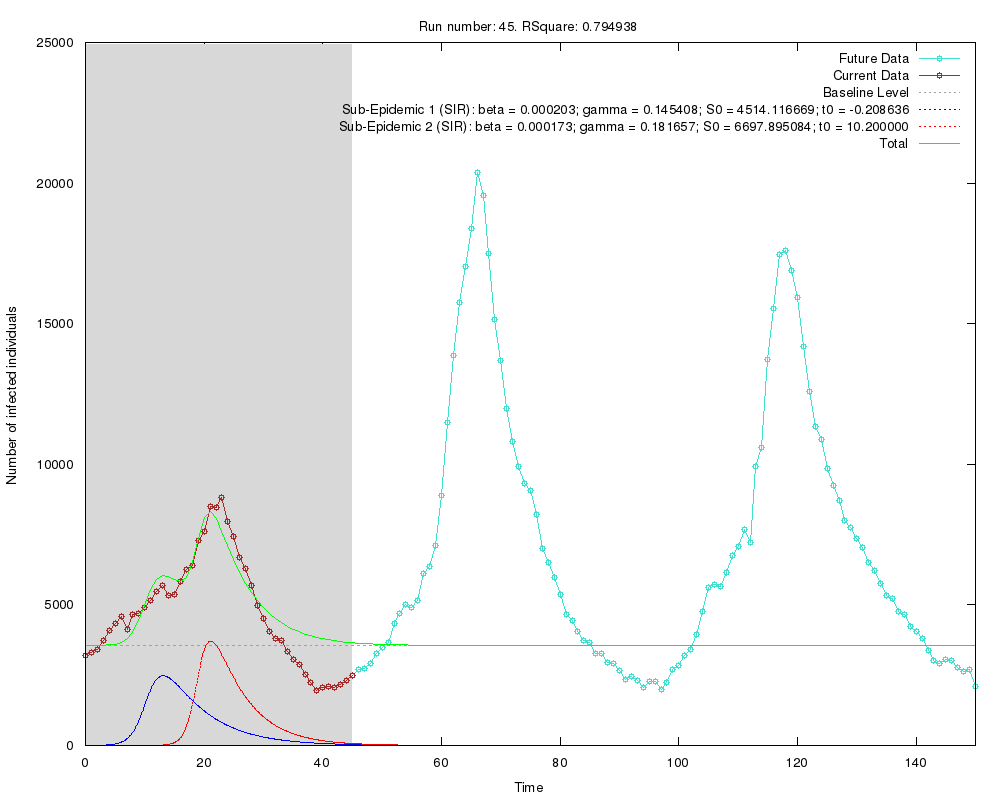 Run number: 45. RSquare: 0.794938
25000
20000
15000
10000
5000
0
Number of infected individuals
Future Data
Current Data
Baseline Level
Sub-Epidemic 1 (SIR): beta = 0.000203; gamma = 0.145408; S0 = 4514.116669; t0 = -0.208636
Sub-Epidemic 2 (SIR): beta = 0.000173; gamma = 0.181657; S0 = 6697.895084; t0 = 10.200000
Total
0 20 40 60 80 100 120 140
Time